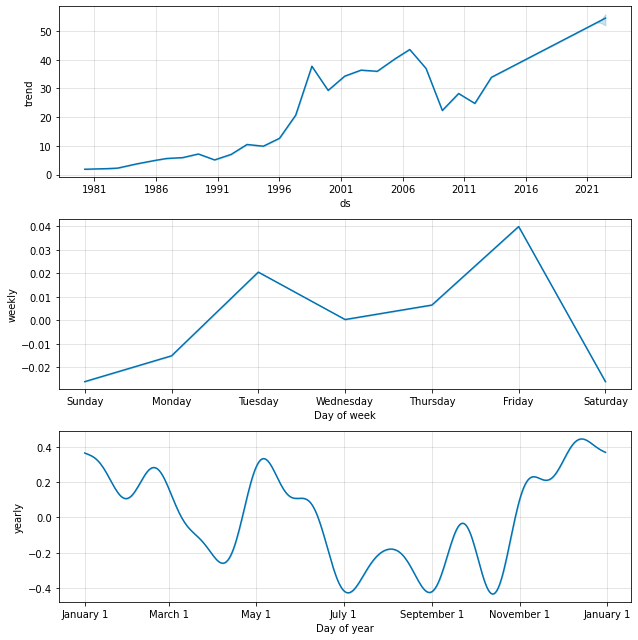 50
40
30
20
10
0
trend
1981 1986 1991 1996 2001 2006 2011 2016 2021
ds
0.04
0.03
0.02
0.01
0.00
−0.01
−0.02
weekly
Sunday Monday Tuesday Wednesday Thursday Friday Saturday
Day of week
0.4
0.2
0.0
−0.2
−0.4
yearly
January 1 March 1 May 1 July 1 September 1 November 1 January 1
Day of year